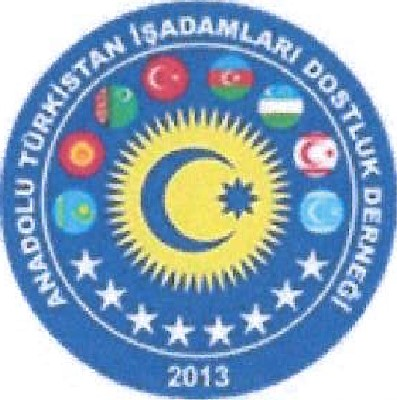 ANADOLU TÜRKİSTAN İŞADAMLARI DOSTLUK DERNEĞİ
2013